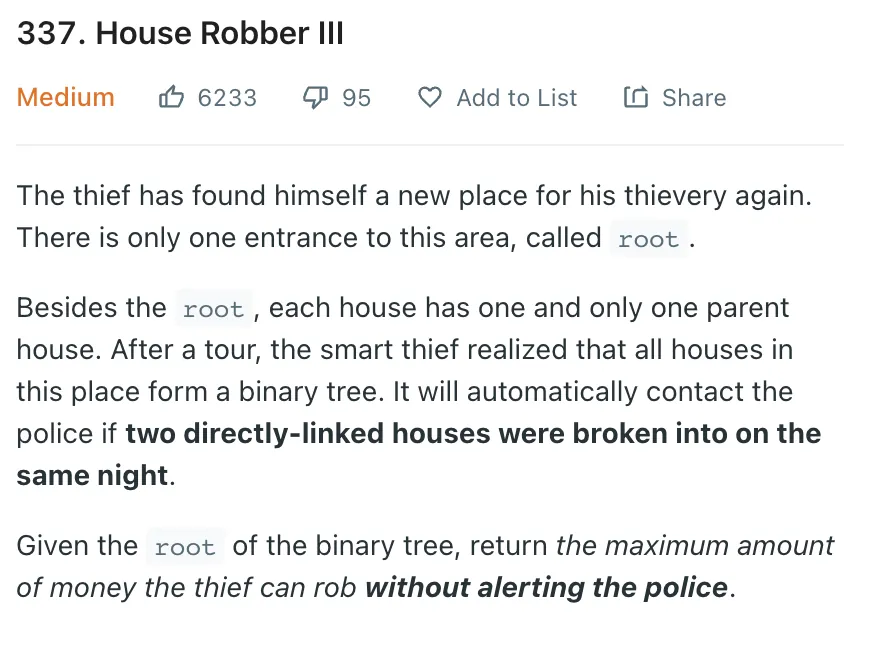 337. House Robber III
Medium 6233 95 Add to List Share
The thief has found himself a new place for his thievery again.
There is only one entrance to this area, called root .
Besides the root , each house has one and only one parent
house. After a tour, the smart thief realized that all houses in
this place form a binary tree. It will automatically contact the
police if two directly-linked houses were broken into on the
same night.
Given the root of the binary tree, return the maximum amount
of money the thief can rob without alerting the police.